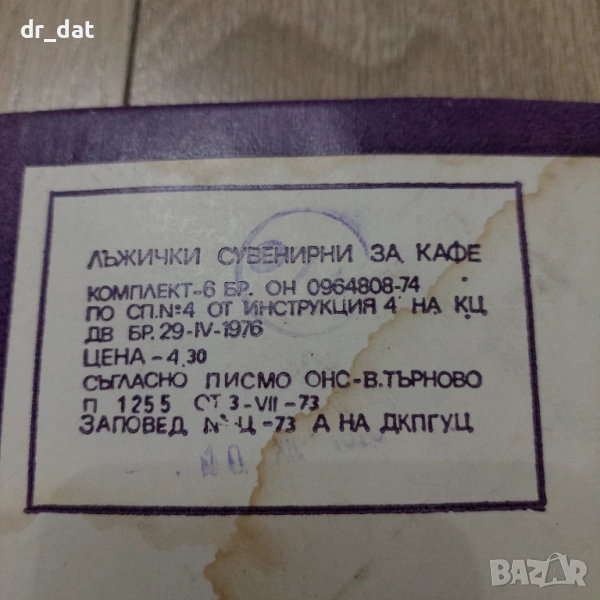 dr_dat
ЛЪЖИЧКИ СУВЕНИРНИ ЗА КАФЕ
КОМПЛЕКТ-6 БР. ОН 0964808-74
ПО СП.№4 ОТ ИНСТРУКЦИЯ 4 НА КЦ
ДВ БР. 29-IV-1976
ЦЕНА-4.30
СЪГЛАСНО ПИСМО ОНС-В.ТЪРНОВО
П 1255 ОТ 3-VII-73
ЗАПОВЕД № Ц-73 А НА ДКПГУЦ
BAZAR